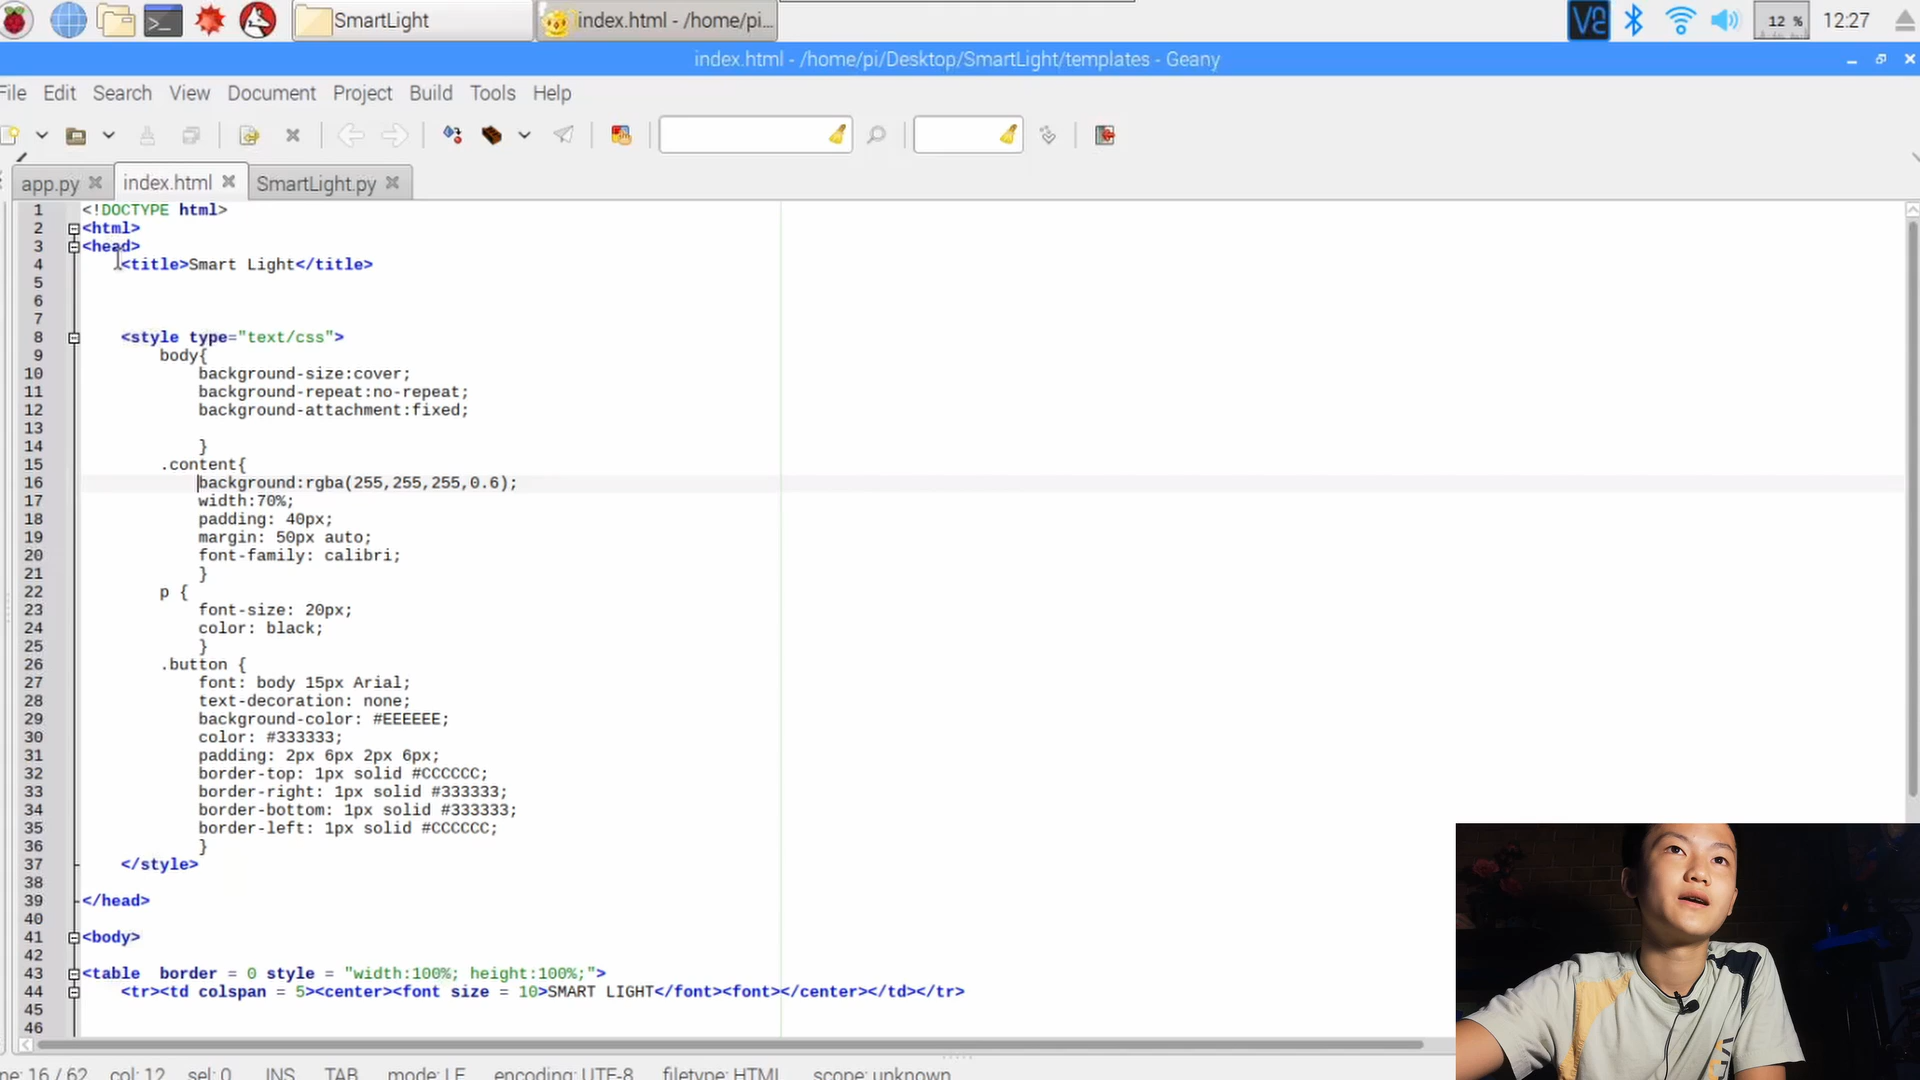 SmartLight
index.html - /home/pi...
V2
12 %
12:27
index.html - /home/pi/Desktop/SmartLight/templates - Geany
File Edit Search View Document Project Build Tools Help
app.py index.html SmartLight.py
1 <!DOCTYPE html>
2 <html>
3 <head>
4 <title>Smart Light</title>
5
6
7
8 <style type="text/css">
9 body{
10 background-size:cover;
11 background-repeat:no-repeat;
12 background-attachment:fixed;
13
14 }
15 .content{
16 background:rgba(255,255,255,0.6);
17 width:70%;
18 padding: 40px;
19 margin: 50px auto;
20 font-family: calibri;
21 }
22 p {
23 font-size: 20px;
24 color: black;
25 }
26 .button {
27 font: body 15px Arial;
28 text-decoration: none;
29 background-color: #EEEEEE;
30 color: #333333;
31 padding: 2px 6px 2px 6px;
32 border-top: 1px solid #CCCCCC;
33 border-right: 1px solid #333333;
34 border-bottom: 1px solid #333333;
35 border-left: 1px solid #CCCCCC;
36 }
37 </style>
38
39 </head>
40
41 <body>
42
43 <table  border = 0 style = "width:100%; height:100%;">
44 <tr><td colspan = 5><center><font size = 10>SMART LIGHT</font><font></center></td></tr>
45
46
ne: 16 / 62 col: 12 sel: 0 INS TAB mode: LF encoding: UTF-8 filetype: HTML scope: unknown